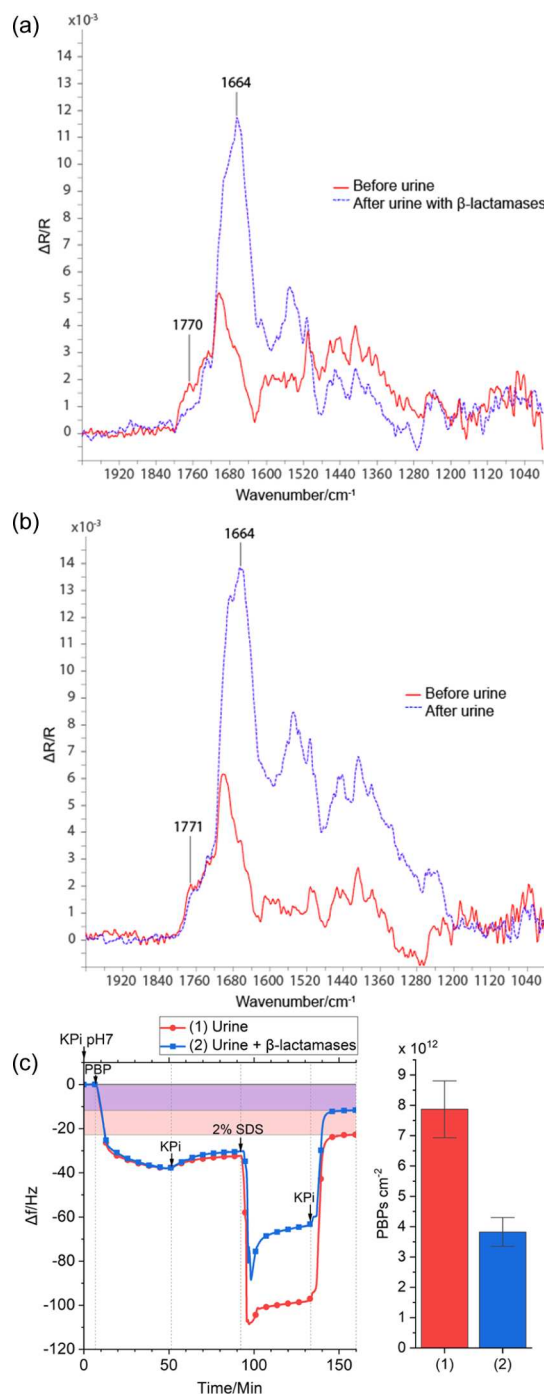 (a)
x10⁻³
14
13
12
11
10
9
8
7
6
5
4
3
2
1
0
ΔR/R
1664
1770
Before urine
After urine with β-lactamases
1920 1840 1760 1680 1600 1520 1440 1360 1280 1200 1120 1040
Wavenumber/cm⁻¹
(b)
x10⁻³
14
13
12
11
10
9
8
7
6
5
4
3
2
1
0
ΔR/R
1664
1771
Before urine
After urine
1920 1840 1760 1680 1600 1520 1440 1360 1280 1200 1120 1040
Wavenumber/cm⁻¹
(c)
(1) Urine
(2) Urine + β-lactamases
KPi pH7
PBP
KPi
2% SDS
KPi
0
-20
-40
-60
-80
-100
-120
Δf/Hz
0 50 100 150
Time/Min
x 10¹²
9
8
7
6
5
4
3
2
1
0
PBPs cm⁻²
(1) (2)